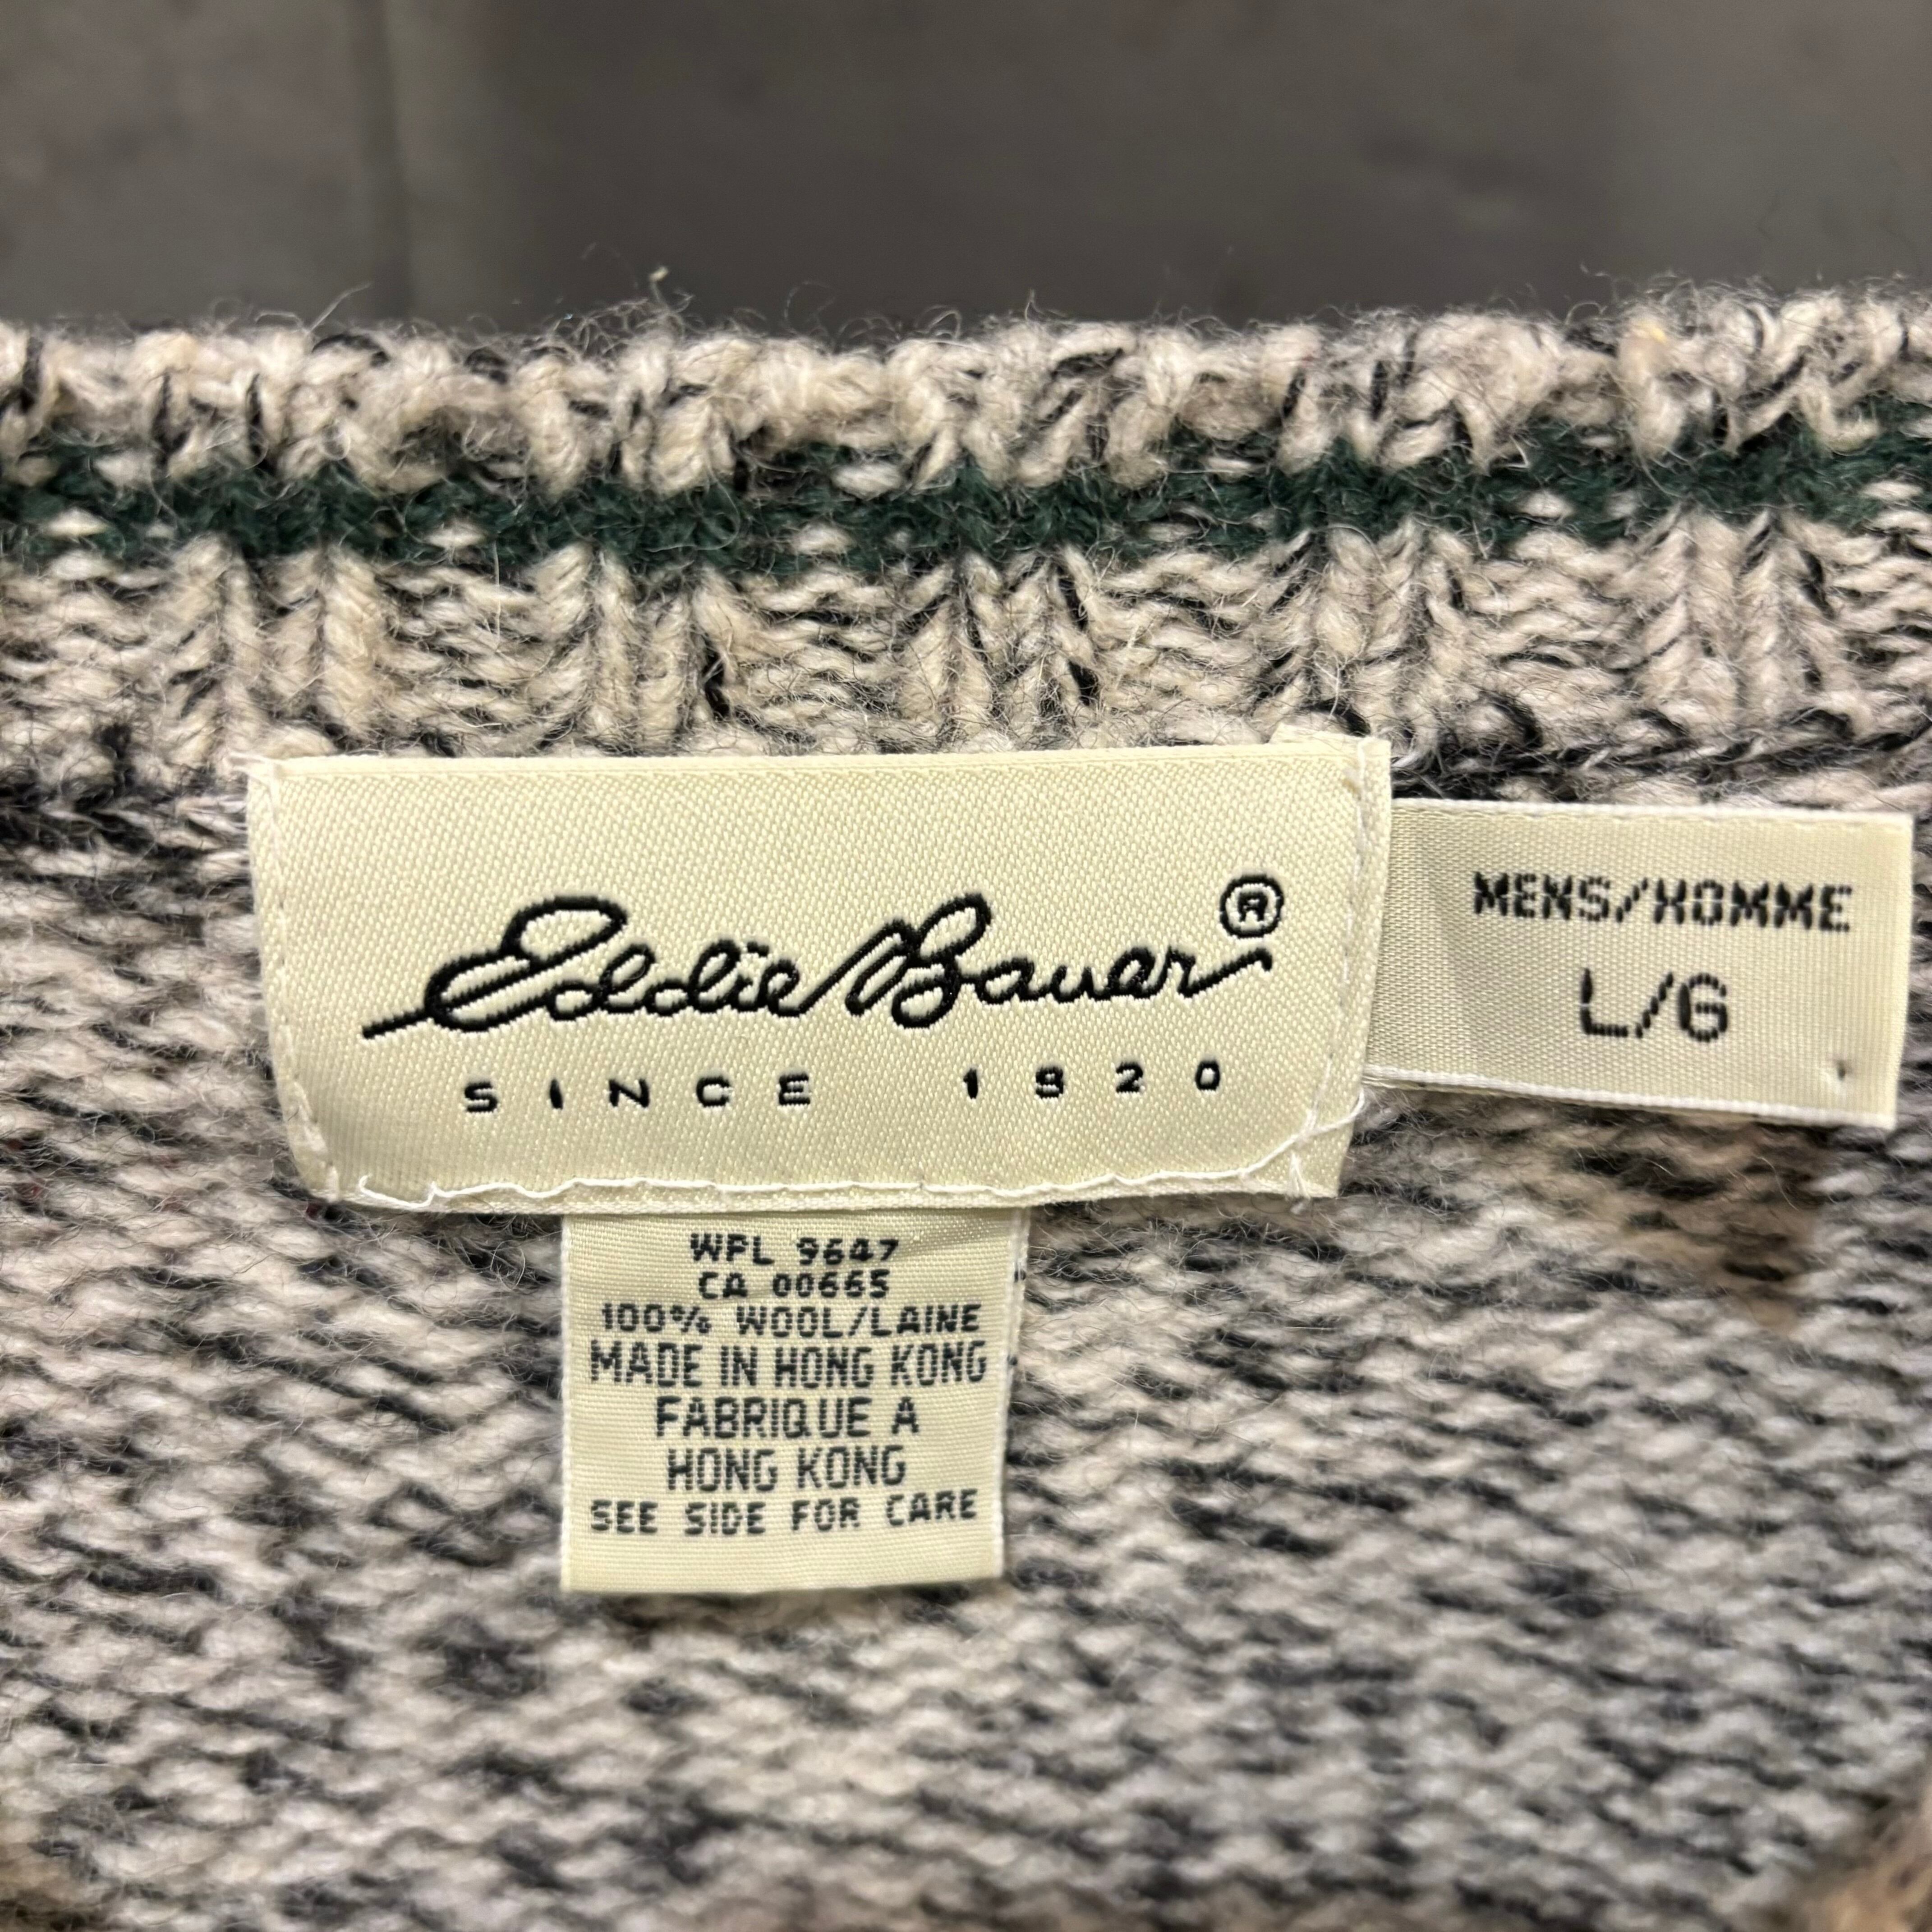 Eddie Bauer®
SINCE 1920
MENS/HOMME
L/G
WPL 9647
CA 00665
100% WOOL/LAINE
MADE IN HONG KONG
FABRIQUE A
HONG KONG
SEE SIDE FOR CARE